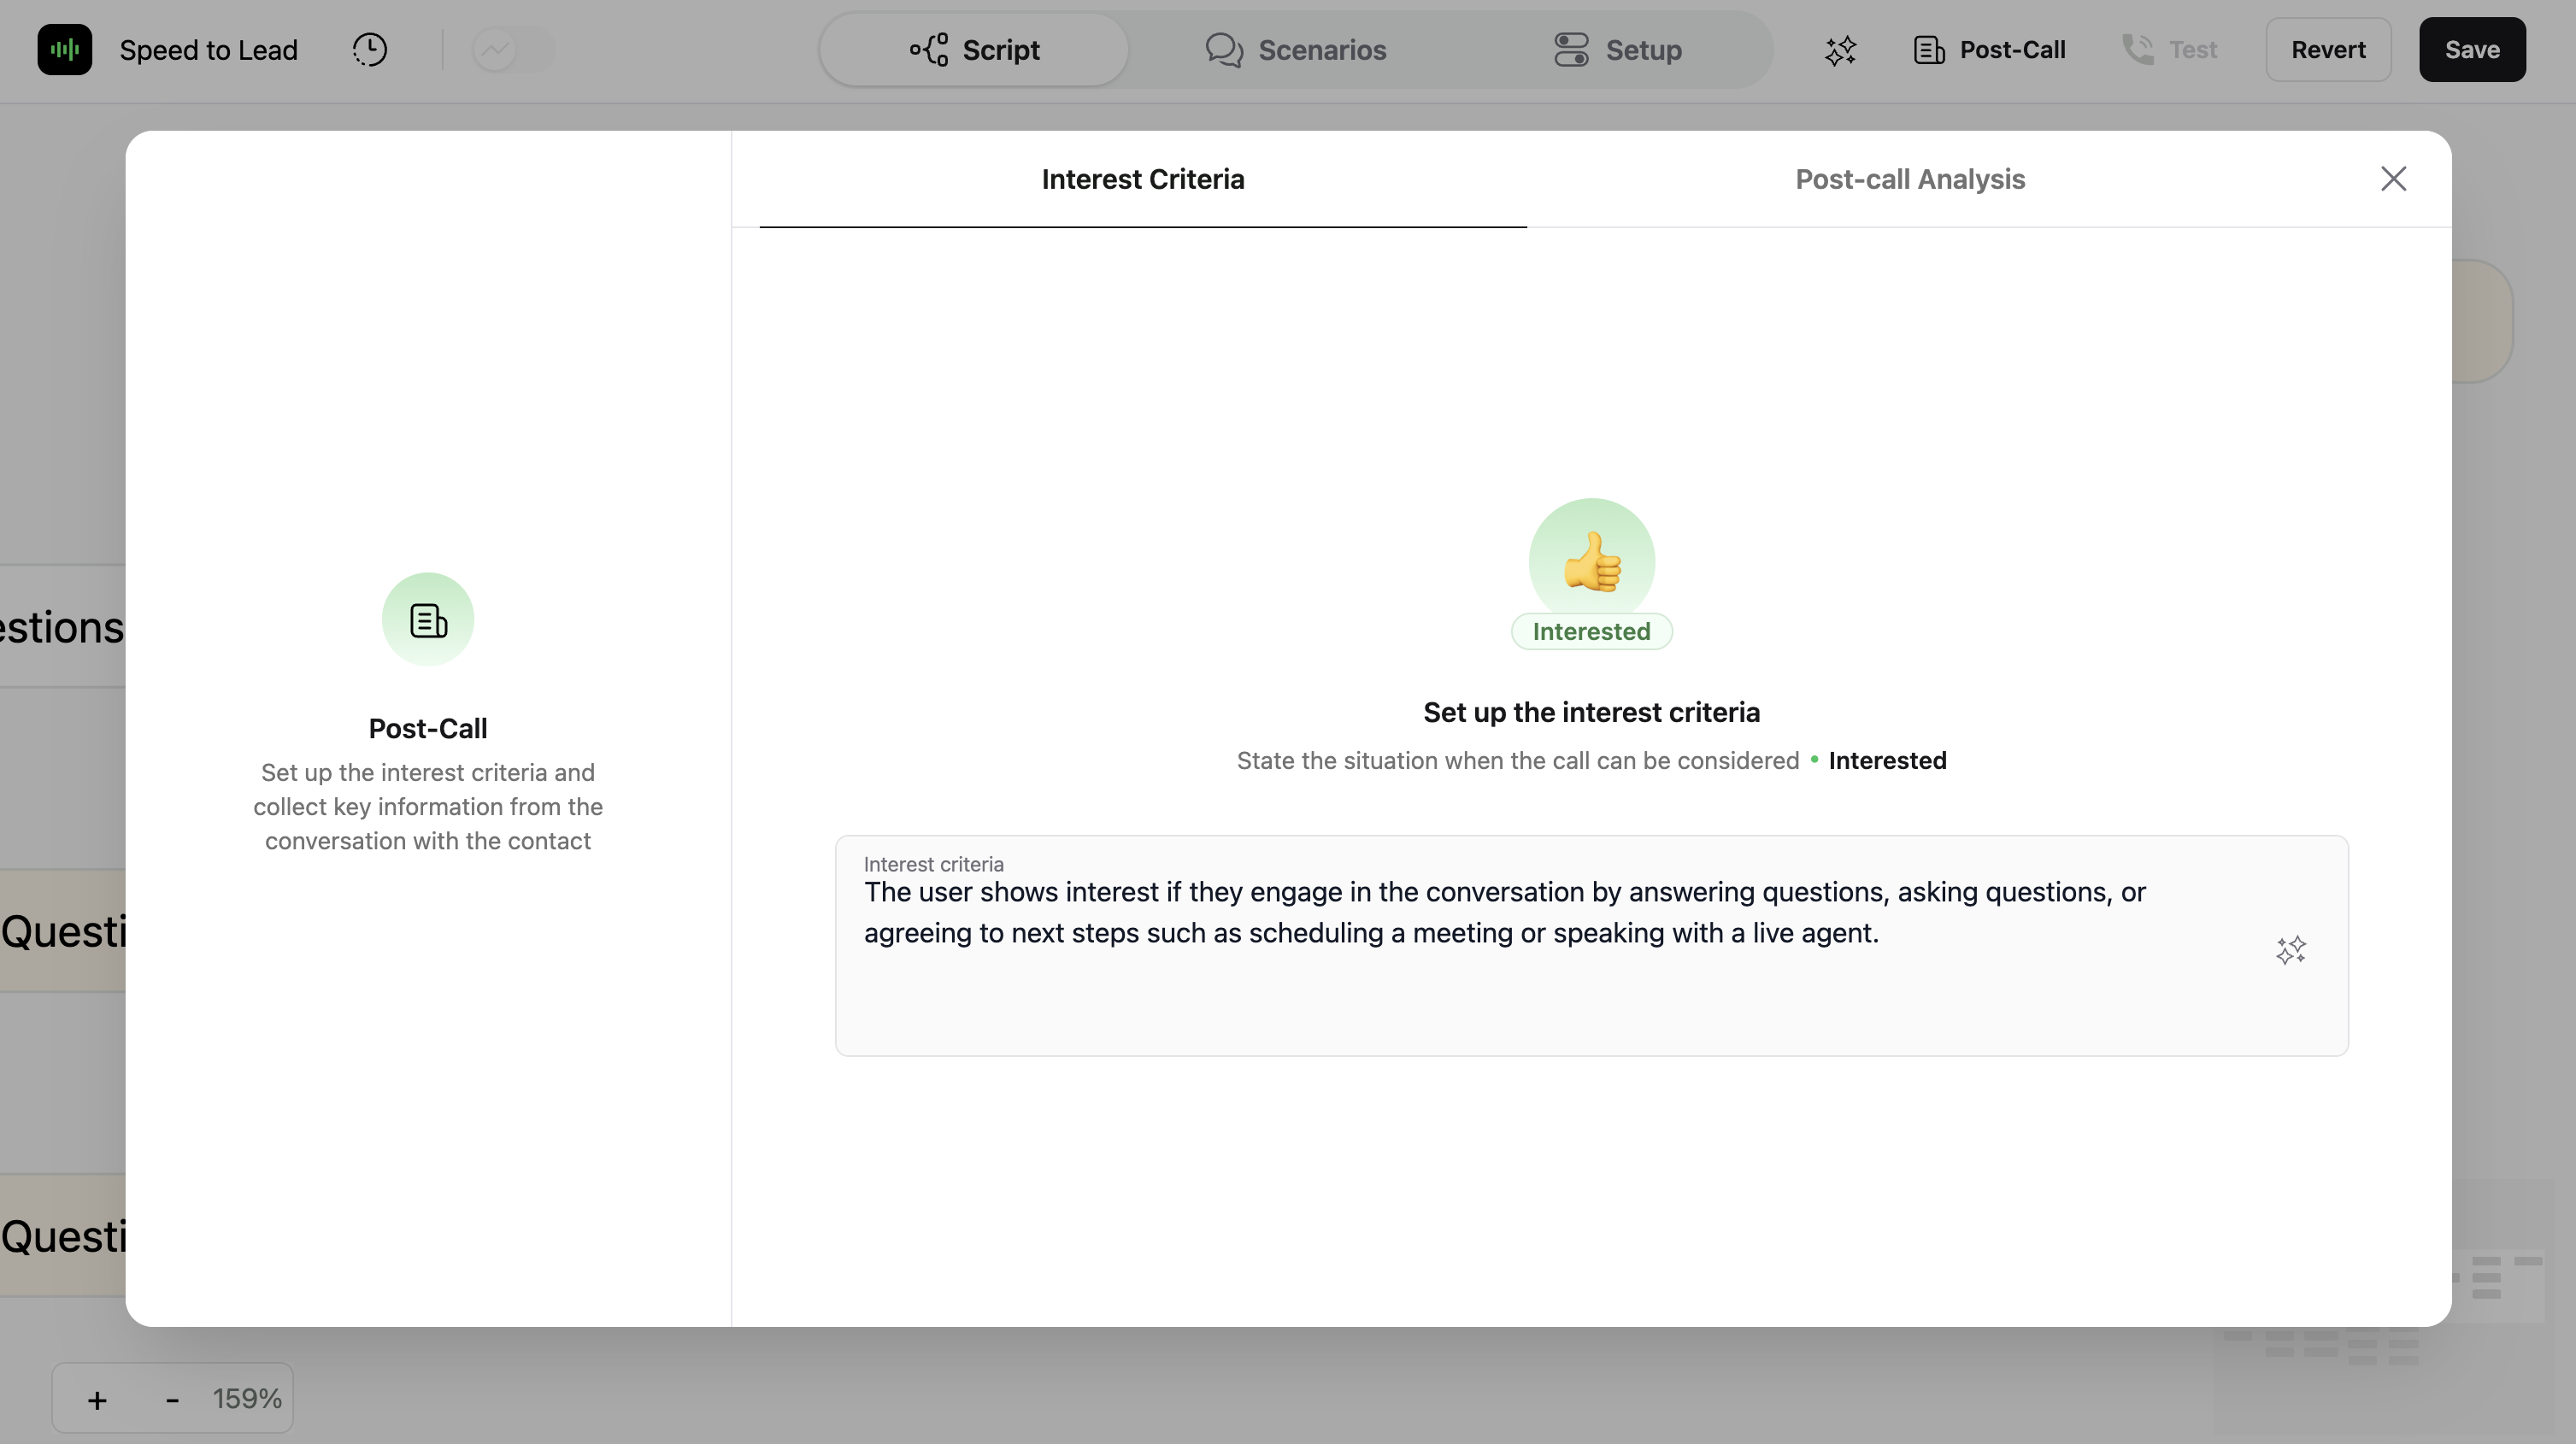 Speed to Lead
Script
Scenarios
Setup
Post-Call
Test
Revert
Save
Interest Criteria
Post-call Analysis
estions
Questi
Questi
Post-Call
Set up the interest criteria and
collect key information from the
conversation with the contact
Interested
Set up the interest criteria
State the situation when the call can be considered • Interested
Interest criteria
The user shows interest if they engage in the conversation by answering questions, asking questions, or
agreeing to next steps such as scheduling a meeting or speaking with a live agent.
+ - 159%